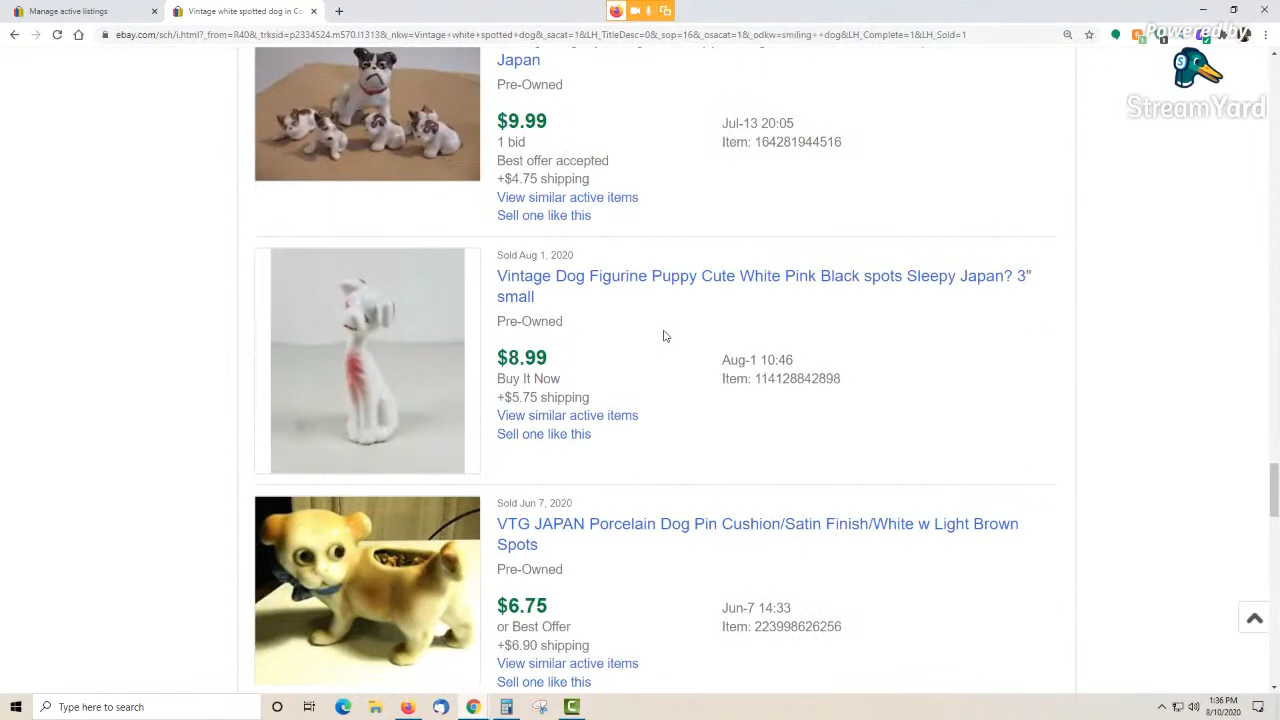 Manage active listings
Vintage white spotted dog in Co
ebay.com/sch/i.html?_from=R40&_trksid=p2334524.m570.l1313&_nkw=Vintage+white+spotted+dog&_sacat=1&LH_TitleDesc=0&_sop=16&_osacat=1&_odkw=smiling++dog&LH_Complete=1&LH_Sold=1
Powered by
StreamYard
Japan
Pre-Owned
$9.99
Jul-13 20:05
1 bid
Item: 164281944516
Best offer accepted
+$4.75 shipping
View similar active items
Sell one like this
Sold Aug 1, 2020
Vintage Dog Figurine Puppy Cute White Pink Black spots Sleepy Japan? 3"
small
Pre-Owned
$8.99
Aug-1 10:46
Buy It Now
Item: 114128842898
+$5.75 shipping
View similar active items
Sell one like this
Sold Jun 7, 2020
VTG JAPAN Porcelain Dog Pin Cushion/Satin Finish/White w Light Brown
Spots
Pre-Owned
$6.75
Jun-7 14:33
or Best Offer
Item: 223998626256
+$6.90 shipping
View similar active items
Sell one like this
Type here to search
1:36 PM
8/10/2020